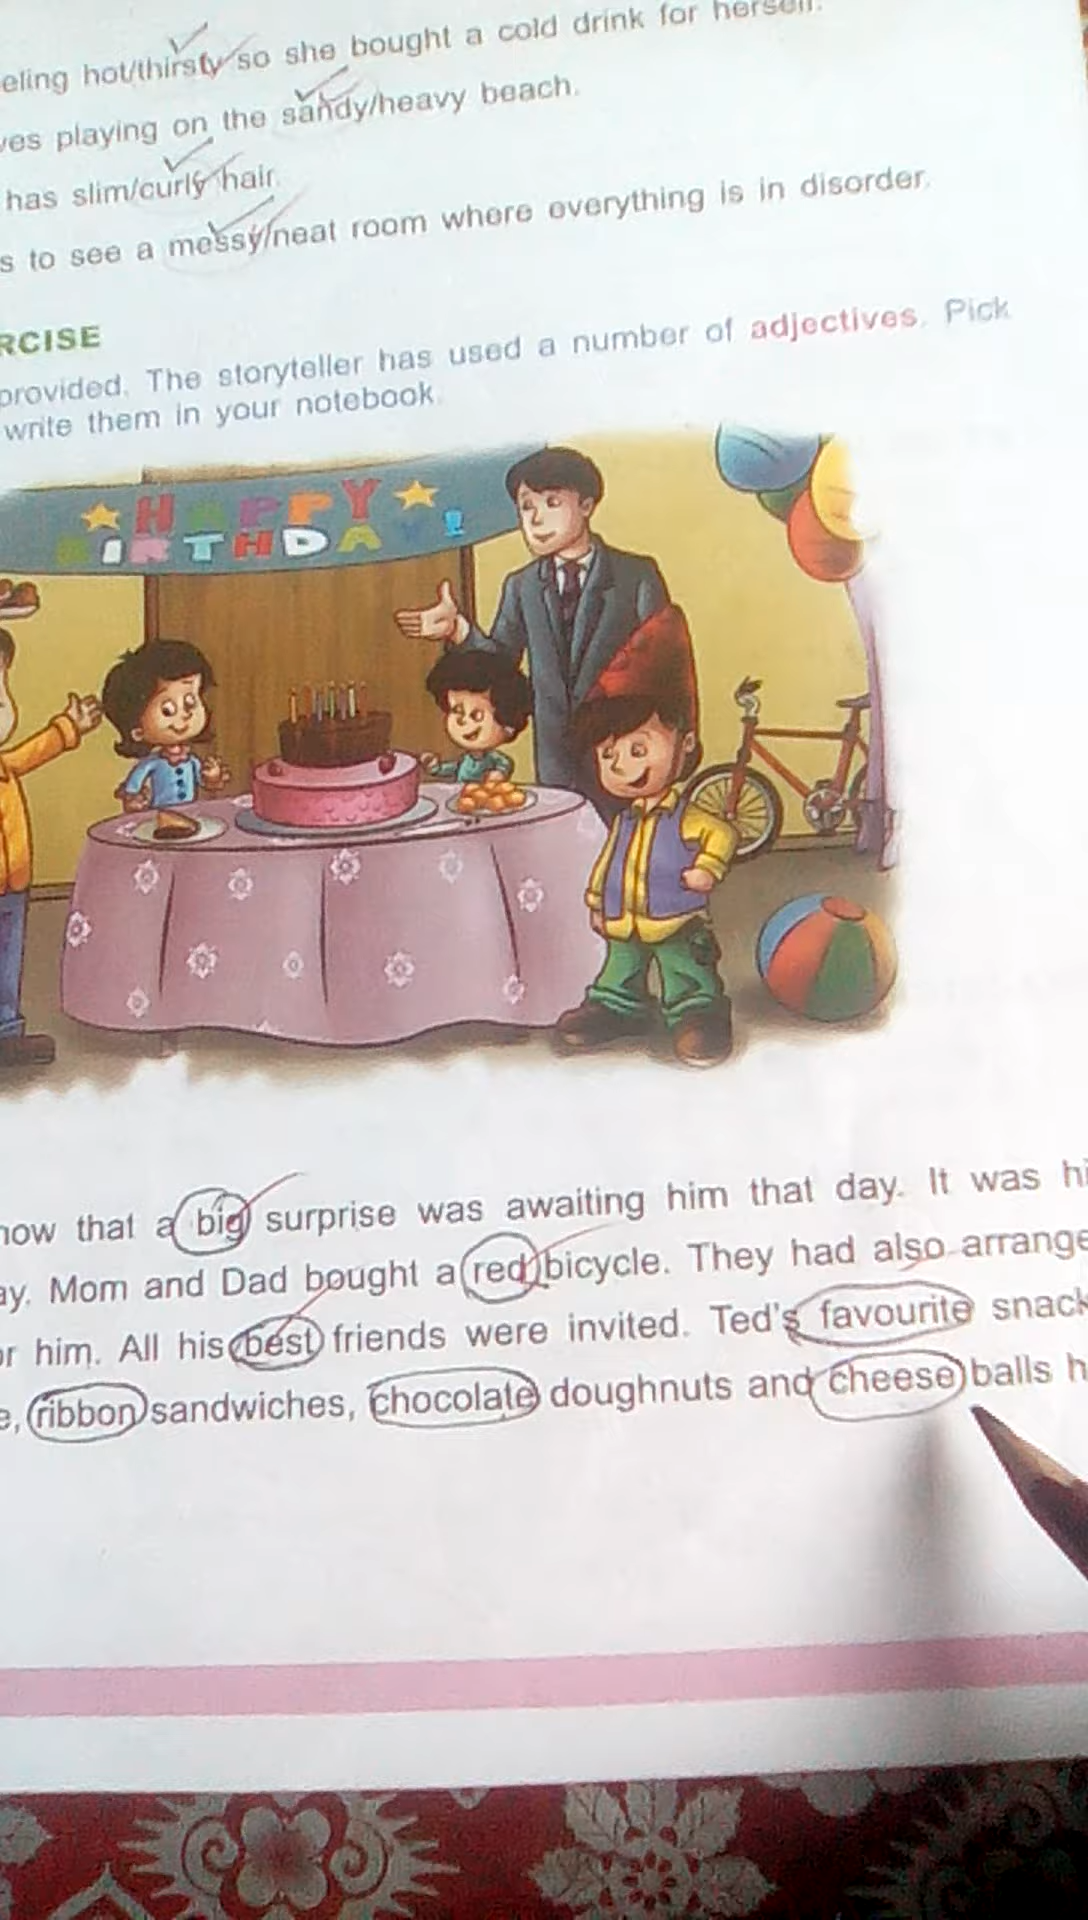 eling hot/thirsty so she bought a cold drink for herself.
ves playing on the sandy/heavy beach.
has slim/curly hair.
s to see a messy/neat room where everything is in disorder.
RCISE
provided. The storyteller has used a number of adjectives. Pick
write them in your notebook.
HAPPY
BIRTHDAY!
now that a big surprise was awaiting him that day. It was hi
ay. Mom and Dad bought a red bicycle. They had also arrange
or him. All his best friends were invited. Ted's favourite snack
e, ribbon sandwiches, chocolate doughnuts and cheese balls h